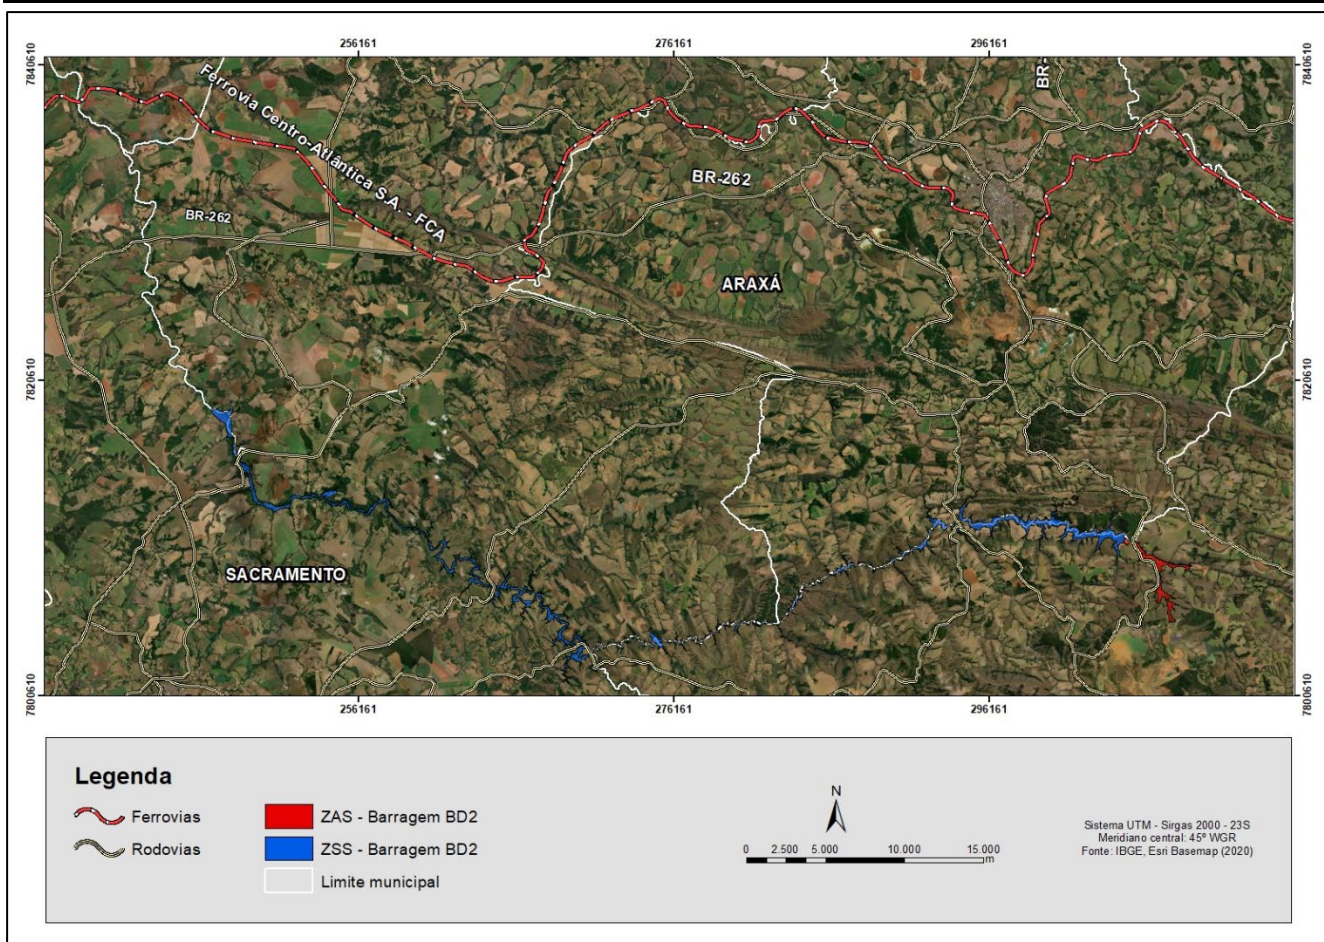 256161
276161
296161
7840610
7840610
Ferrovia Centro-Atlântica S.A. - FCA
BR-
BR-262
BR-262
ARAXÁ
7820610
7820610
SACRAMENTO
7800610
7800610
256161
276161
296161
Legenda
Ferrovias
Rodovias
ZAS - Barragem BD2
ZSS - Barragem BD2
Limite municipal
N
0 2.500 5.000 10.000 15.000
m
Sistema UTM - Sirgas 2000 - 23S
Meridiano central: 45º WGR
Fonte: IBGE, Esri Basemap (2020)